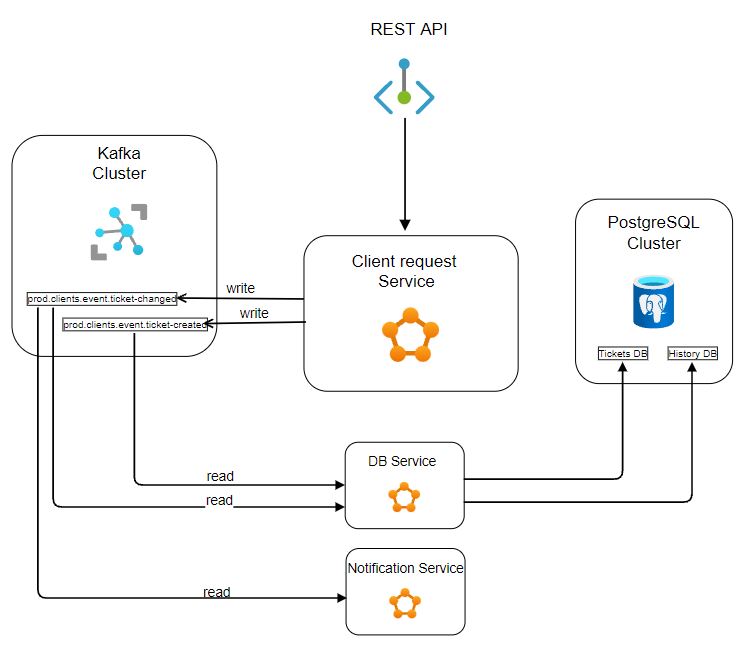 REST API
Kafka
Cluster
prod.clients.event.ticket-changed
prod.clients.event.ticket-created
write
write
Client request
Service
PostgreSQL
Cluster
Tickets DB
History DB
read
read
DB Service
read
Notification Service